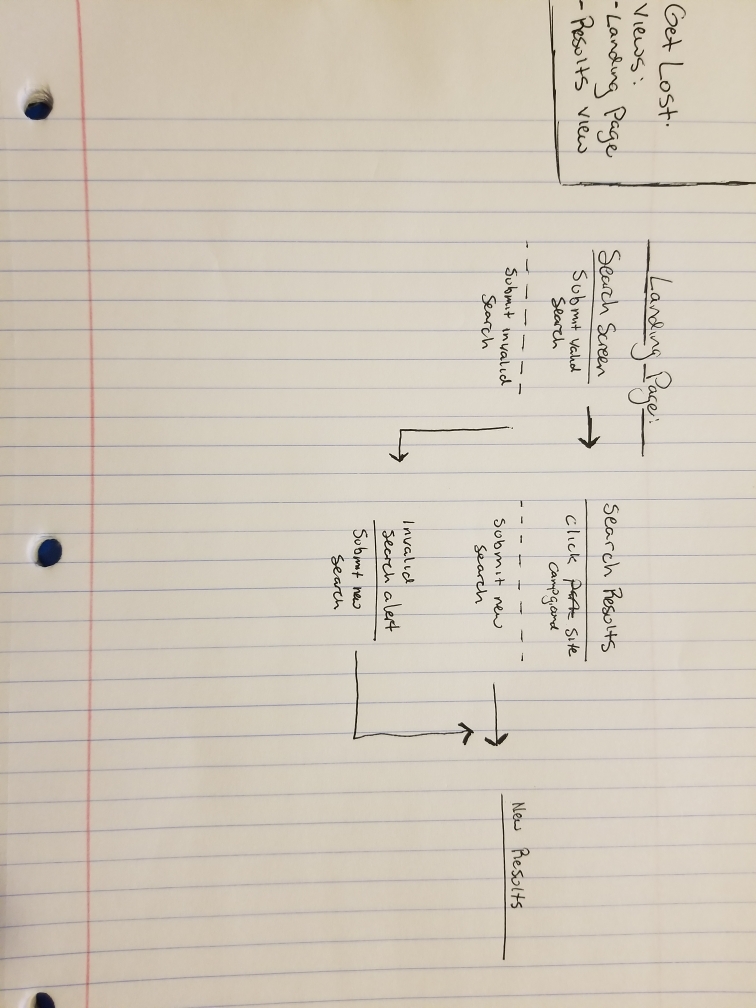 Get Lost.
Views:
- Landing Page
- Results view
Landing Page:
Search Screen
Submit valid
Search
Submit invalid
Search
Search Results
click site
Campground
Submit new
Search
Invalid
Search alert
Submit new
Search
New Results